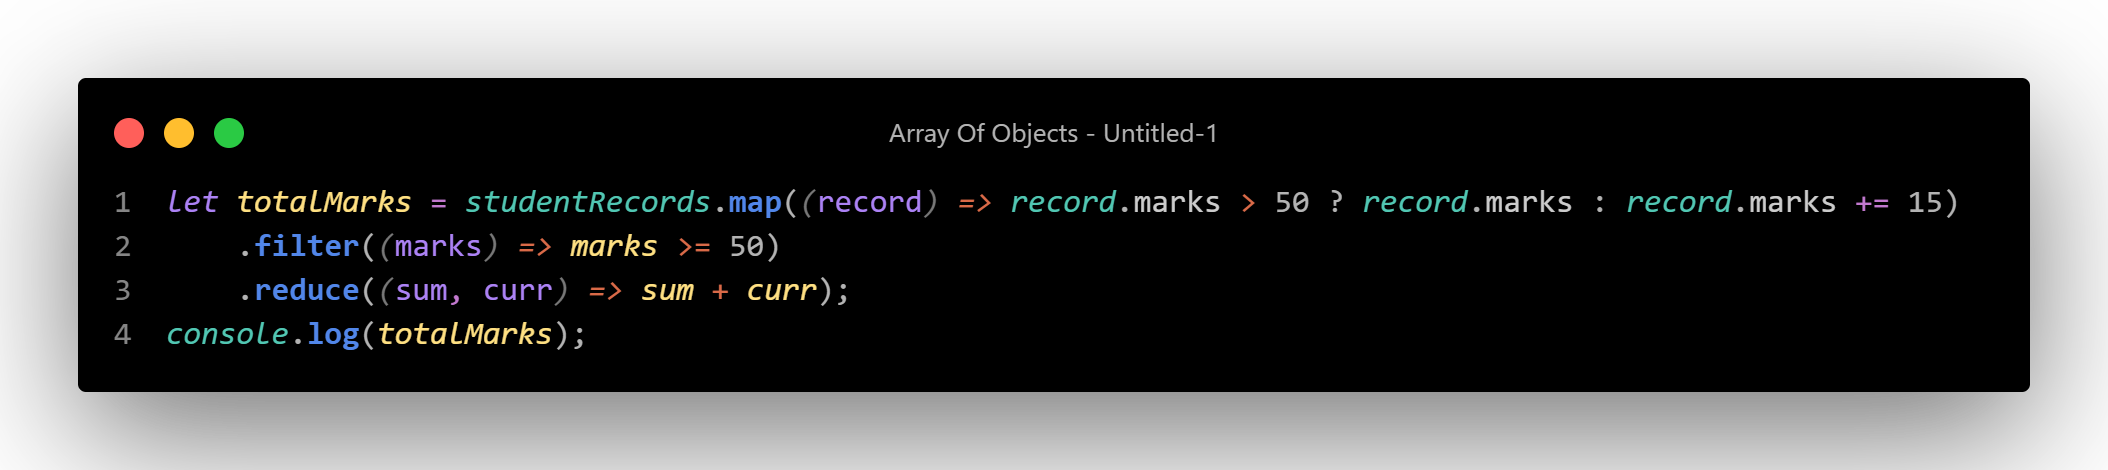 Array Of Objects - Untitled-1
1 let totalMarks = studentRecords.map((record) => record.marks > 50 ? record.marks : record.marks += 15)
2     .filter((marks) => marks >= 50)
3     .reduce((sum, curr) => sum + curr);
4 console.log(totalMarks);